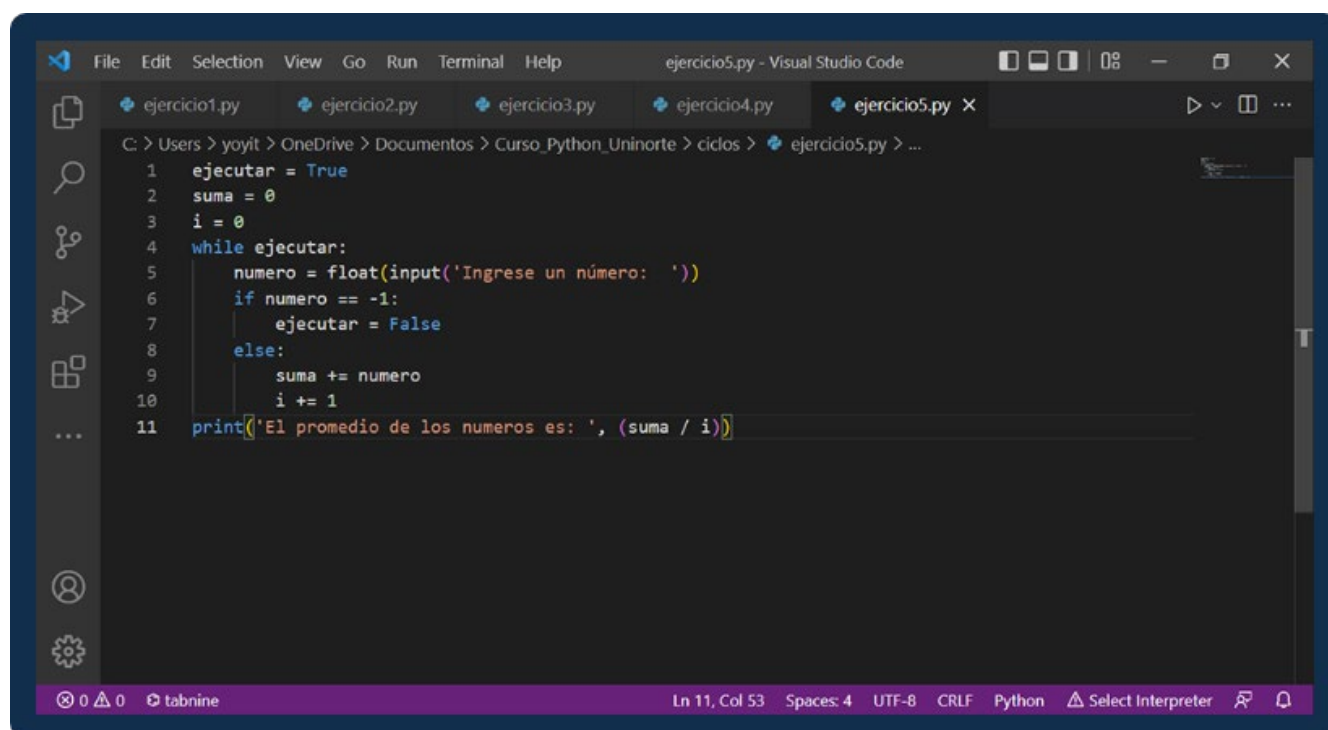 File Edit Selection View Go Run Terminal Help ejercicio5.py - Visual Studio Code
ejercicio1.py ejercicio2.py ejercicio3.py ejercicio4.py ejercicio5.py
C: > Users > yoyit > OneDrive > Documentos > Curso_Python_Uninorte > ciclos > ejercicio5.py > ...
1 ejecutar = True
2 suma = 0
3 i = 0
4 while ejecutar:
5 numero = float(input('Ingrese un número:  '))
6 if numero == -1:
7 ejecutar = False
8 else:
9 suma += numero
10 i += 1
11 print('El promedio de los numeros es: ', (suma / i))
0 0 tabnine Ln 11, Col 53 Spaces: 4 UTF-8 CRLF Python Select Interpreter